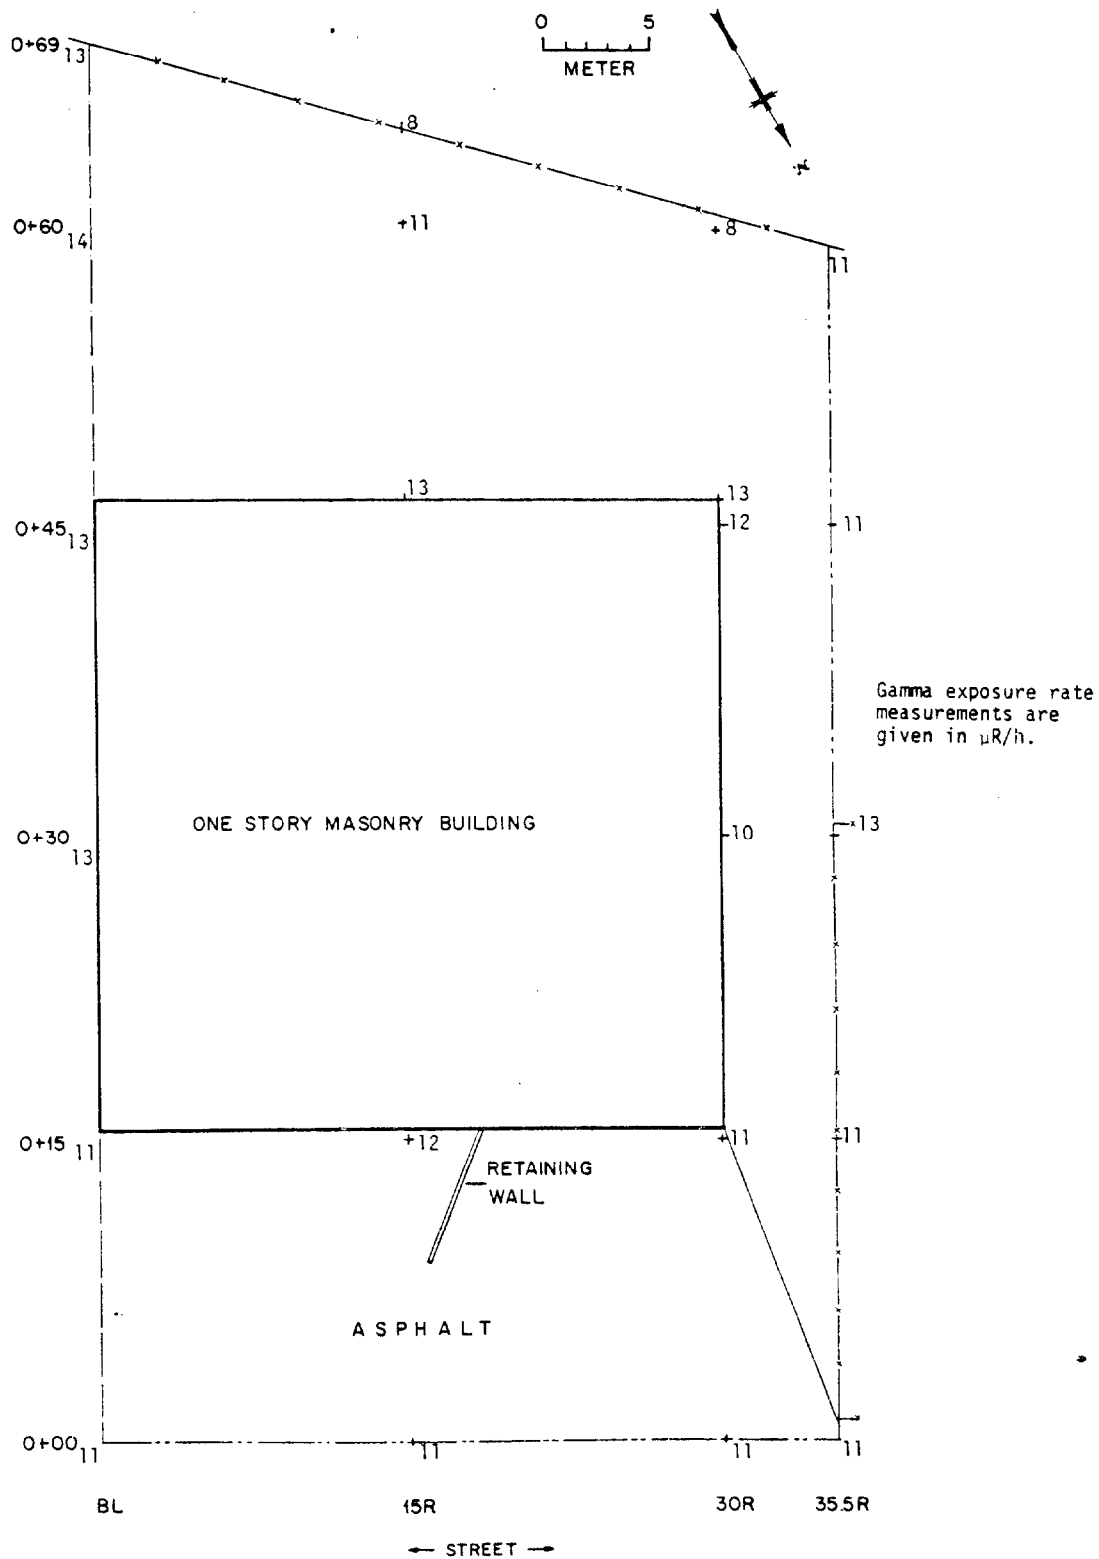 0 5
METER
N
0+69 13
8
0+60 14
+11
+8
11
13
13
0+45 13
12
11
Gamma exposure rate
measurements are
given in µR/h.
ONE STORY MASONRY BUILDING
0+30 13
10
13
0+15 11
+12
11
11
RETAINING
WALL
ASPHALT
0+00 11
11
11
11
BL 15R 30R 35.5R
STREET